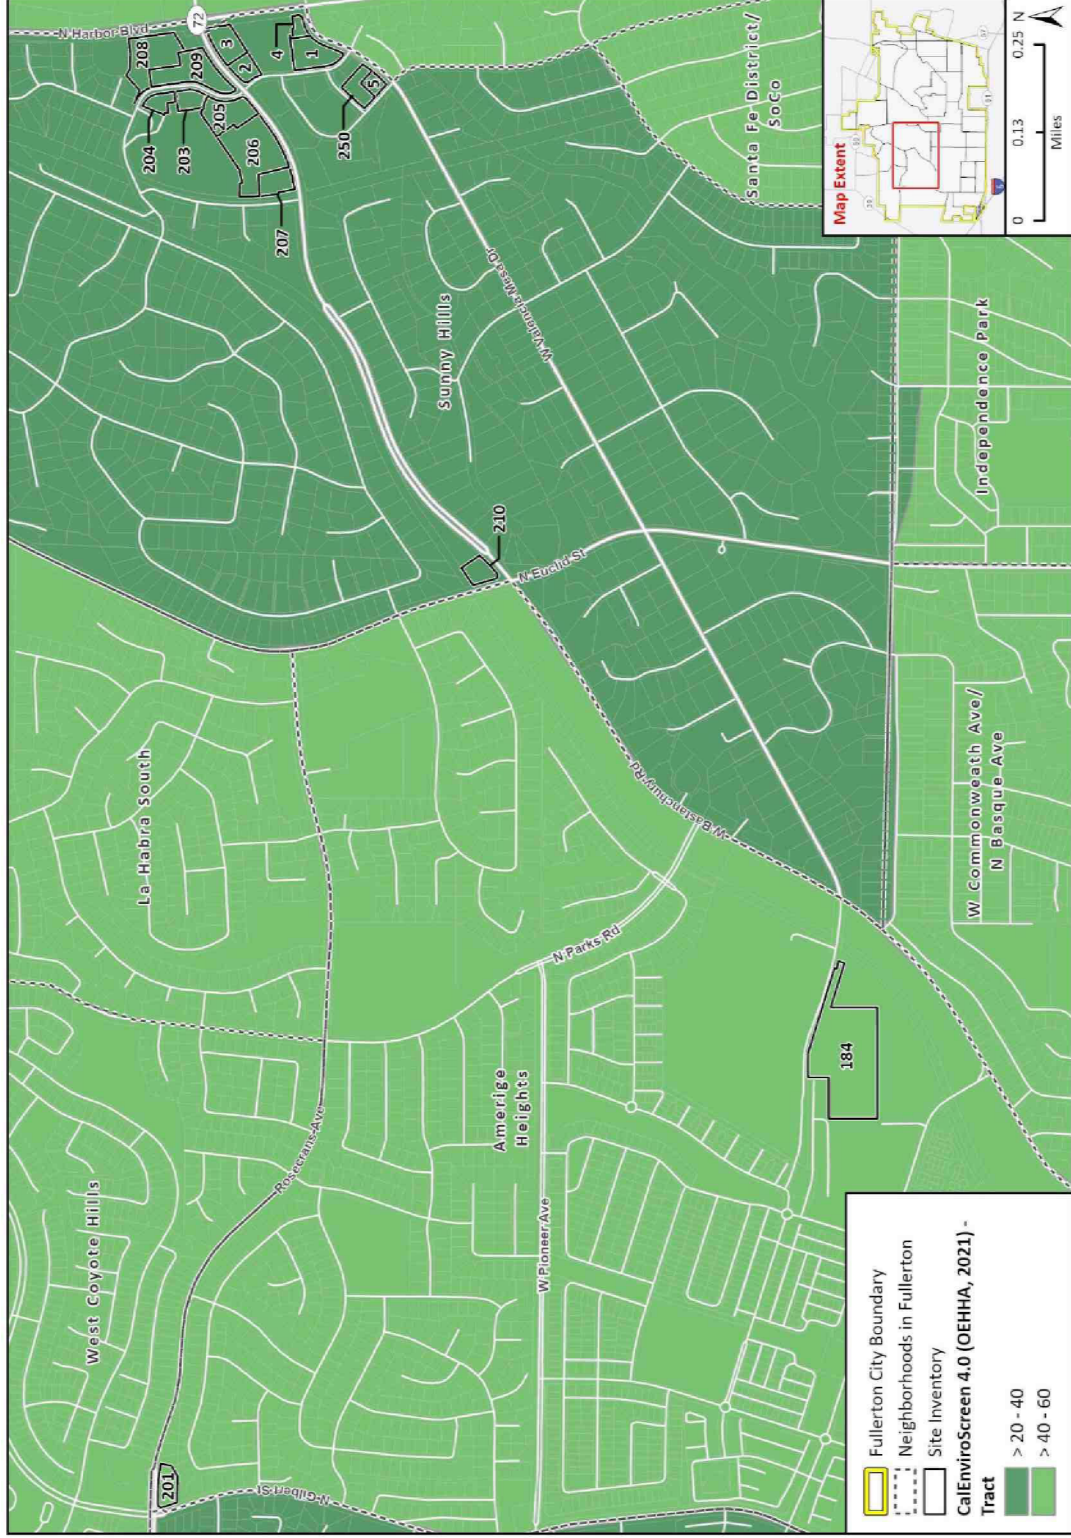 West Coyote Hills
La Habra South
N Harbor Blvd
72
208
209
3
2
4
1
204
203
205
206
250
5
207
201
Rosecrans Ave
N Gilbert St
Sunny Hills
210
N Euclid St
Amerige
Heights
N Parks Rd
W Pioneer Ave
W Valencia Mesa Dr
W Bastanchury Rd
184
Santa Fe District/
SoCo
Independence Park
W Commonweath Ave/
N Basque Ave
Fullerton City Boundary
Neighborhoods in Fullerton
Site Inventory
CalEnviroScreen 4.0 (OEHHA, 2021) -
Tract
> 20 - 40
> 40 - 60
Map Extent
5
0
0.13
0.25
Miles
N